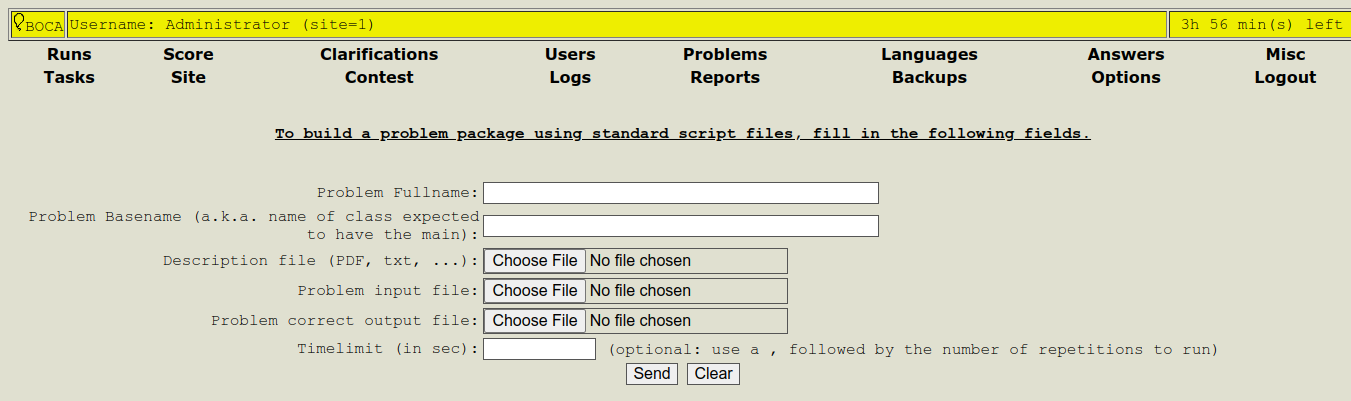 BOCA Username: Administrator (site=1) 3h 56 min(s) left
Runs Score Clarifications Users Problems Languages Answers Misc
Tasks Site Contest Logs Reports Backups Options Logout
To build a problem package using standard script files, fill in the following fields.
Problem Fullname:
Problem Basename (a.k.a. name of class expected
to have the main):
Description file (PDF, txt, ...): Choose File No file chosen
Problem input file: Choose File No file chosen
Problem correct output file: Choose File No file chosen
Timelimit (in sec): (optional: use a , followed by the number of repetitions to run)
Send Clear